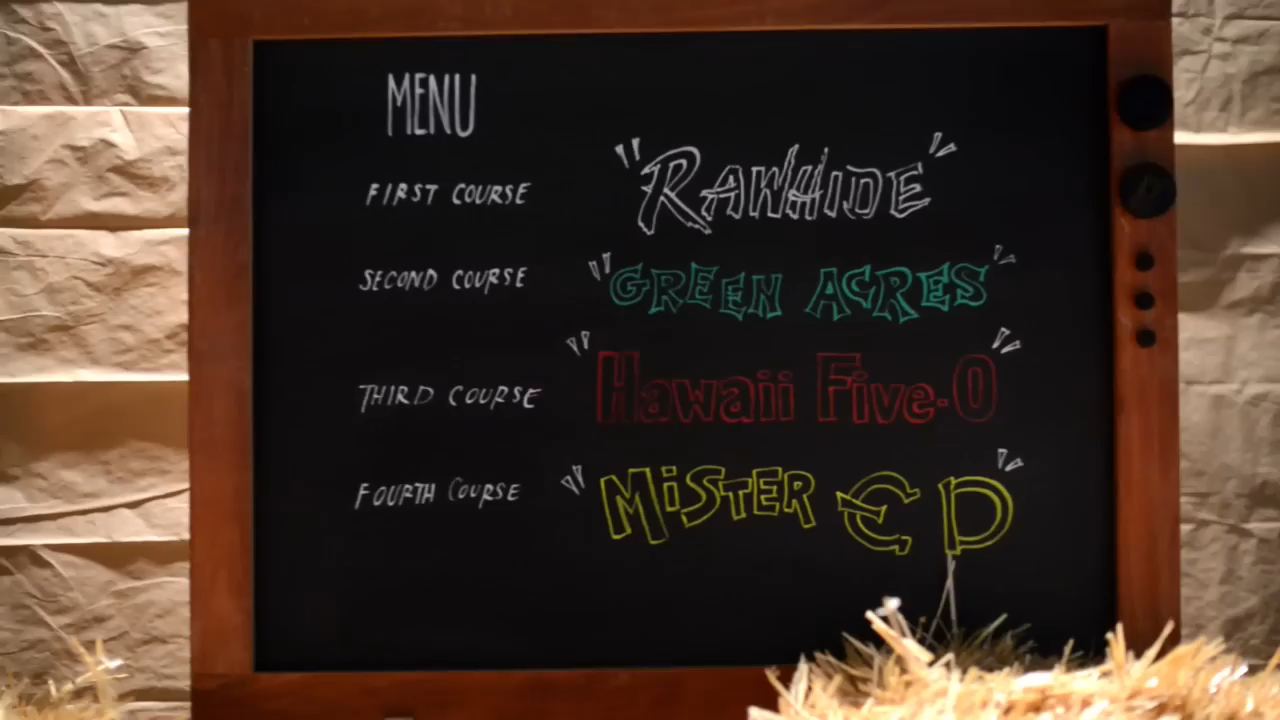 MENU
FIRST COURSE "RAWHIDE"
SECOND COURSE "GREEN ACRES"
THIRD COURSE "Hawaii Five-O"
FOURTH COURSE "MiSTER ED"